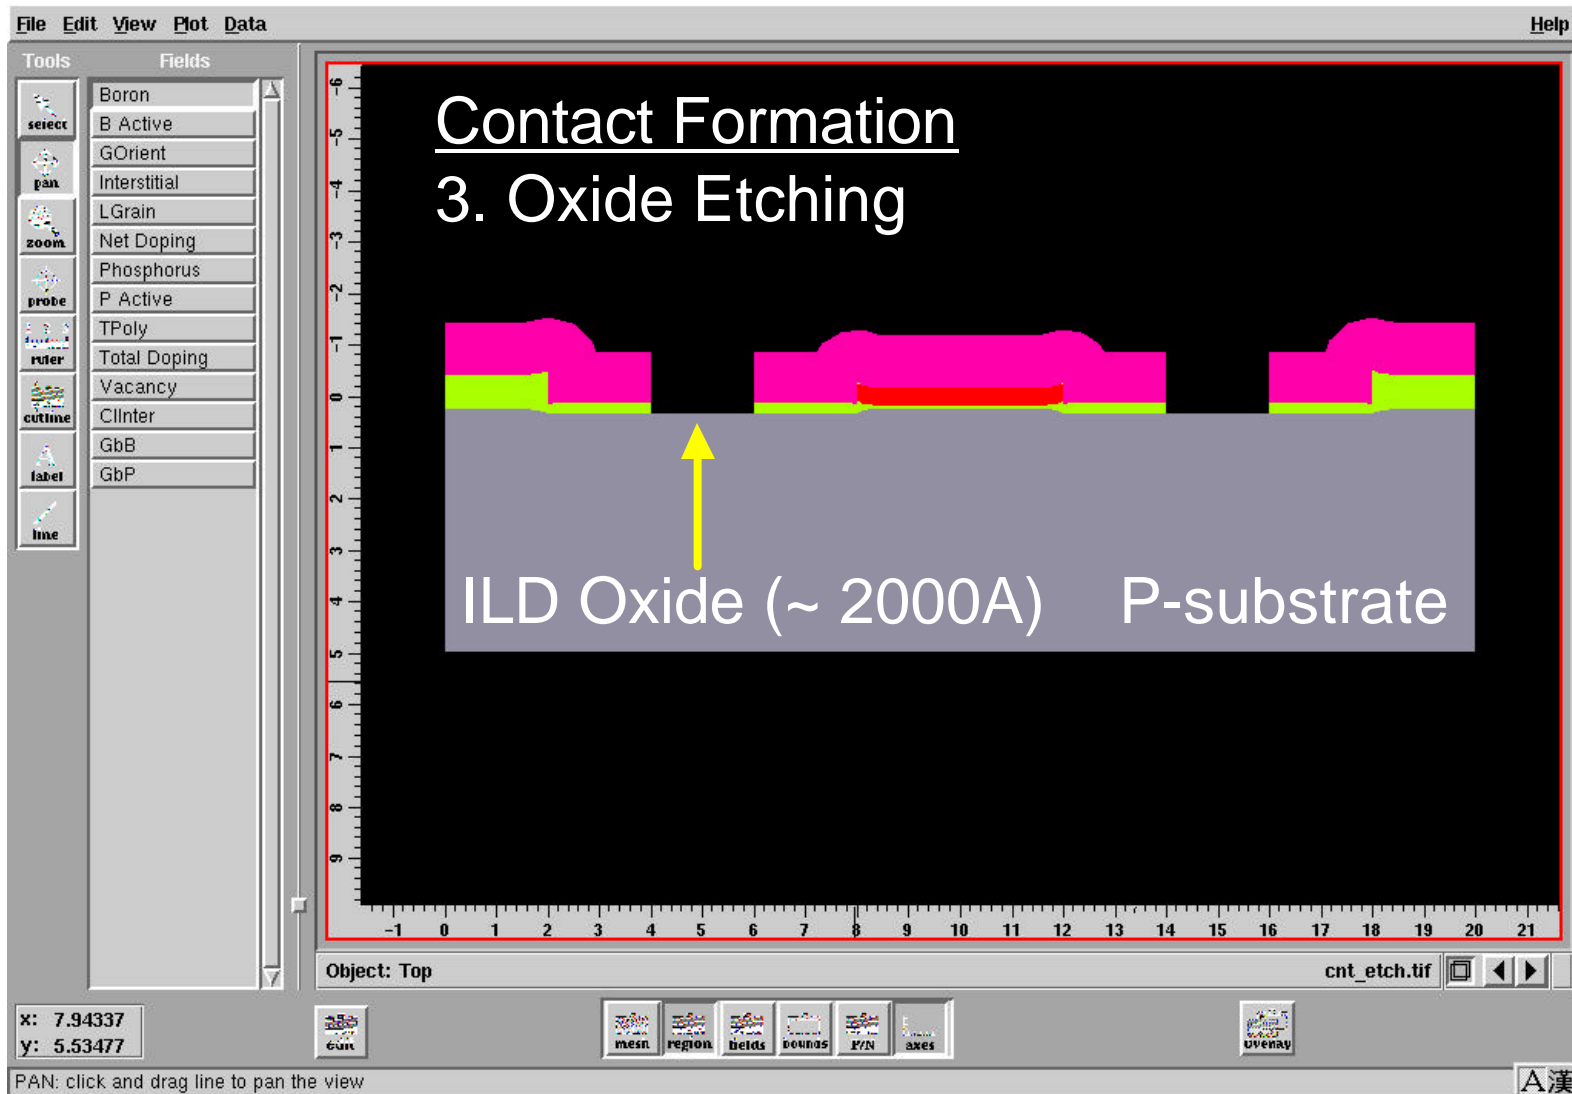 File Edit View Plot Data Help
Tools Fields
select
pan
zoom
probe
ruler
cutline
label
line
Boron
B Active
GOrient
Interstitial
LGrain
Net Doping
Phosphorus
P Active
TPoly
Total Doping
Vacancy
CIInter
GbB
GbP
Contact Formation
3. Oxide Etching
ILD Oxide (~ 2000A) P-substrate
-6
-5
-4
-3
-2
-1
0
1
2
3
4
5
6
7
8
9
-1 0 1 2 3 4 5 6 7 8 9 10 11 12 13 14 15 16 17 18 19 20 21
Object: Top cnt_etch.tif
x: 7.94337
y: 5.53477
edit mesh region fields bounds P/N axes overlay
PAN: click and drag line to pan the view
A漢